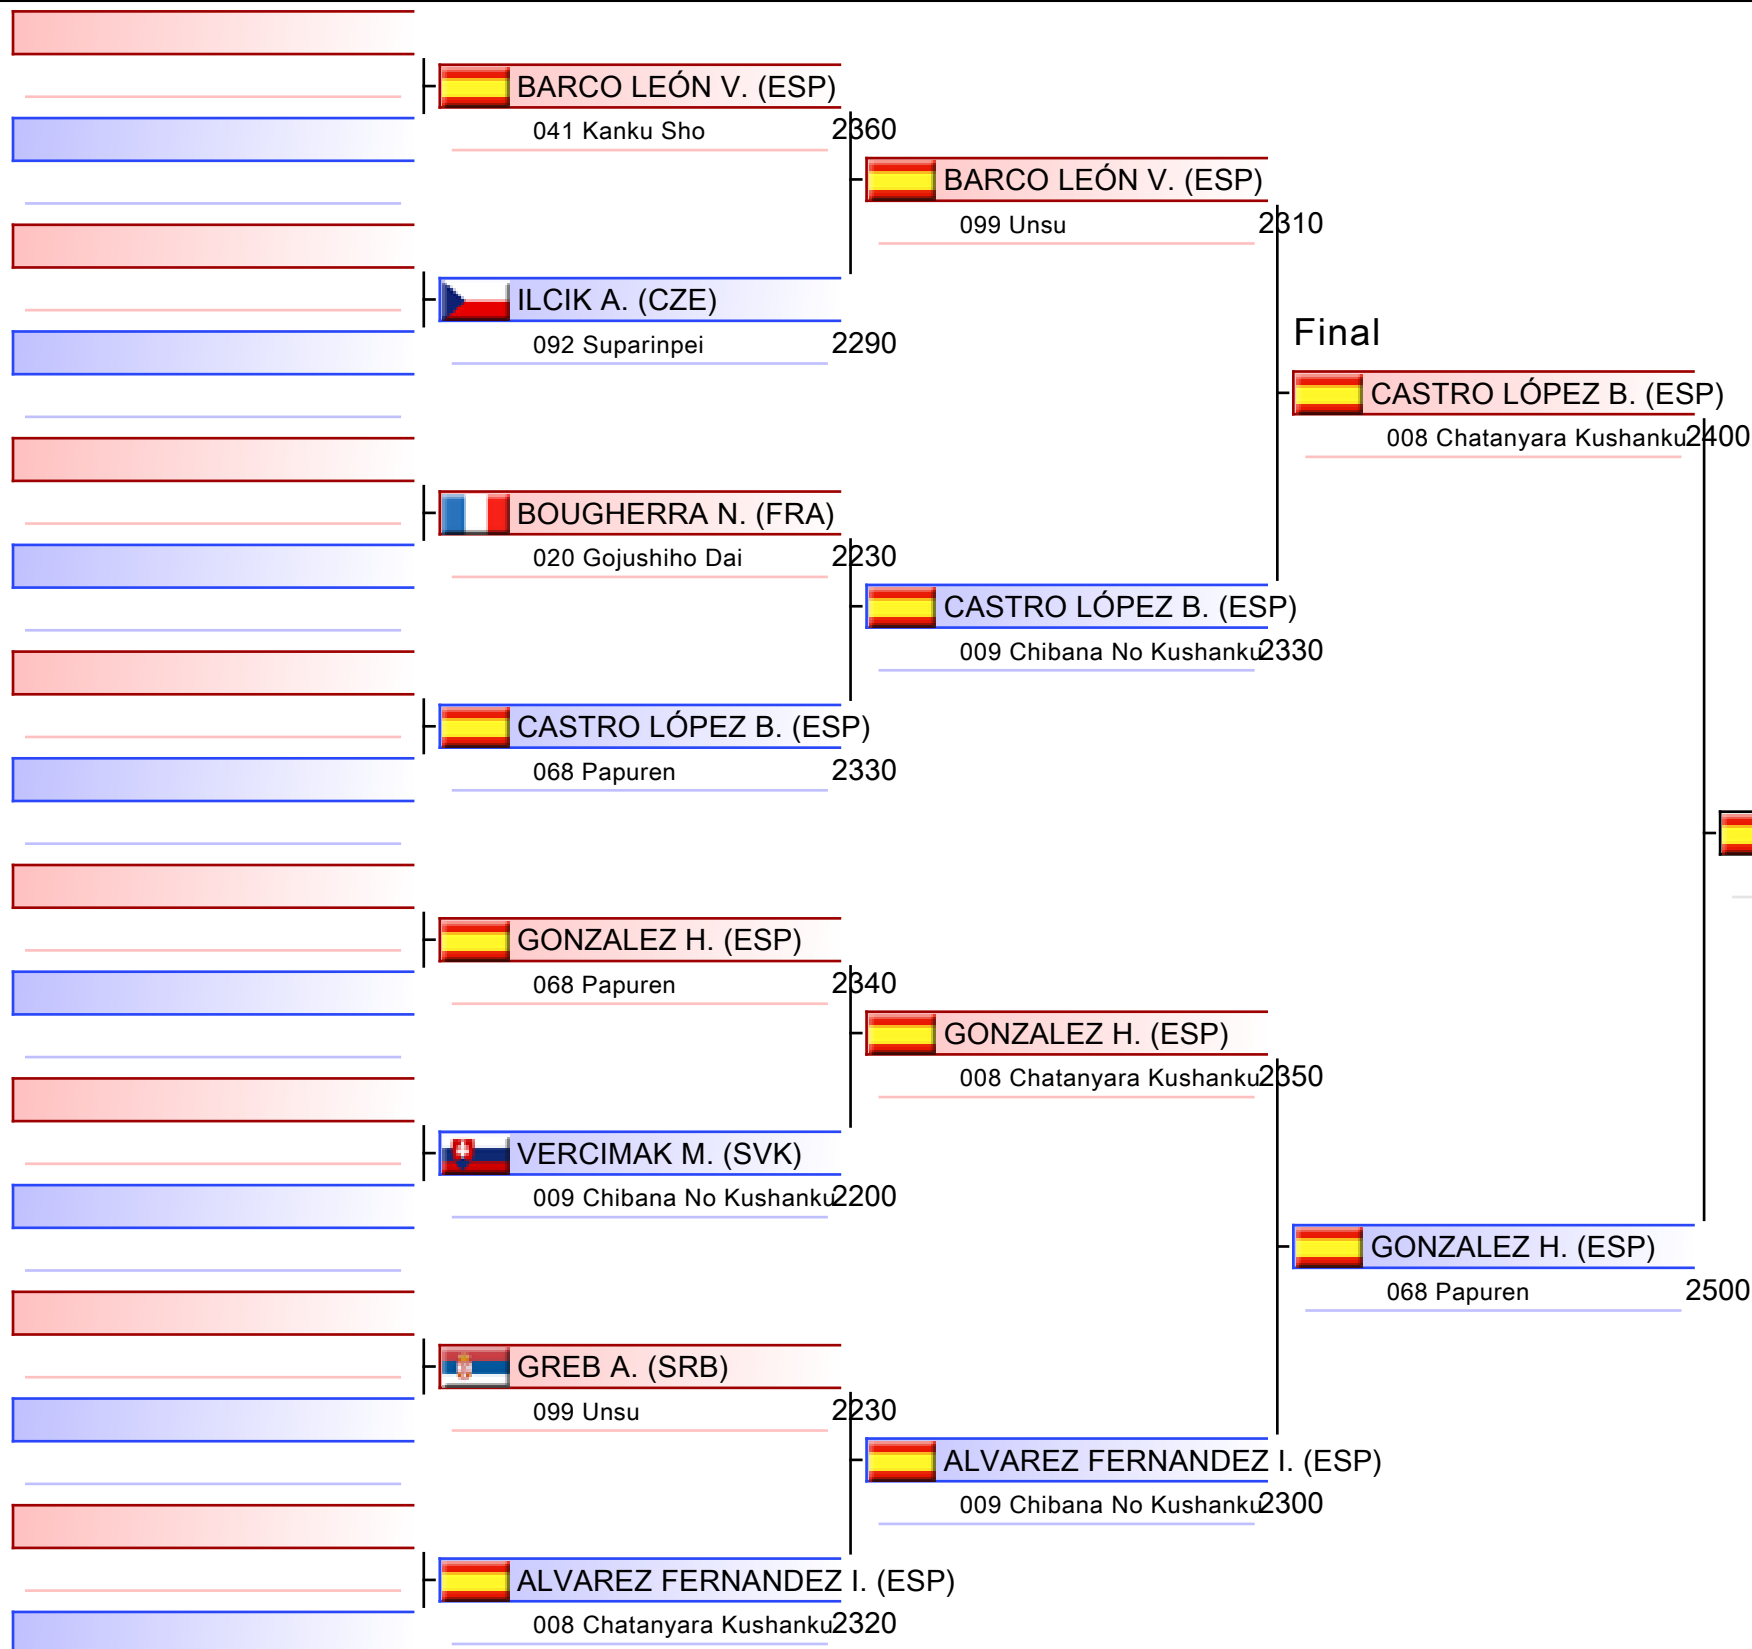 BARCO LEÓN V. (ESP)
041 Kanku Sho 2360
ILCIK A. (CZE)
092 Suparinpei 2290
BOUGHERRA N. (FRA)
020 Gojushiho Dai 2230
CASTRO LÓPEZ B. (ESP)
068 Papuren 2330
GONZALEZ H. (ESP)
068 Papuren 2340
VERCIMAK M. (SVK)
009 Chibana No Kushanku 2200
GREB A. (SRB)
099 Unsu 2230
ALVAREZ FERNANDEZ I. (ESP)
008 Chatanyara Kushanku 2320
BARCO LEÓN V. (ESP)
099 Unsu 2310
CASTRO LÓPEZ B. (ESP)
009 Chibana No Kushanku 2330
GONZALEZ H. (ESP)
008 Chatanyara Kushanku 2350
ALVAREZ FERNANDEZ I. (ESP)
009 Chibana No Kushanku 2300
Final
CASTRO LÓPEZ B. (ESP)
008 Chatanyara Kushanku 2400
GONZALEZ H. (ESP)
068 Papuren 2500